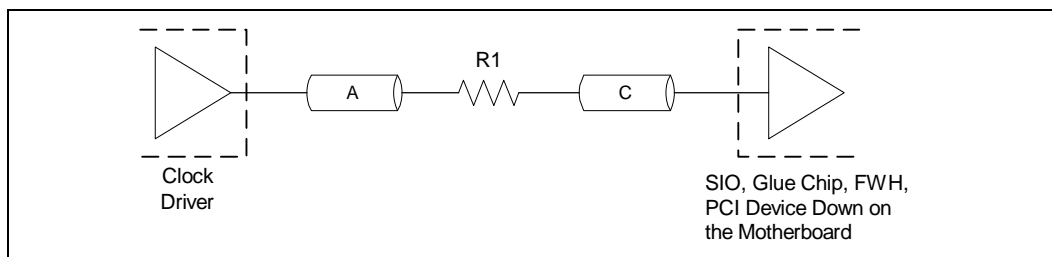 R1
A
C
Clock
Driver
SIO, Glue Chip, FWH,
PCI Device Down on
the Motherboard